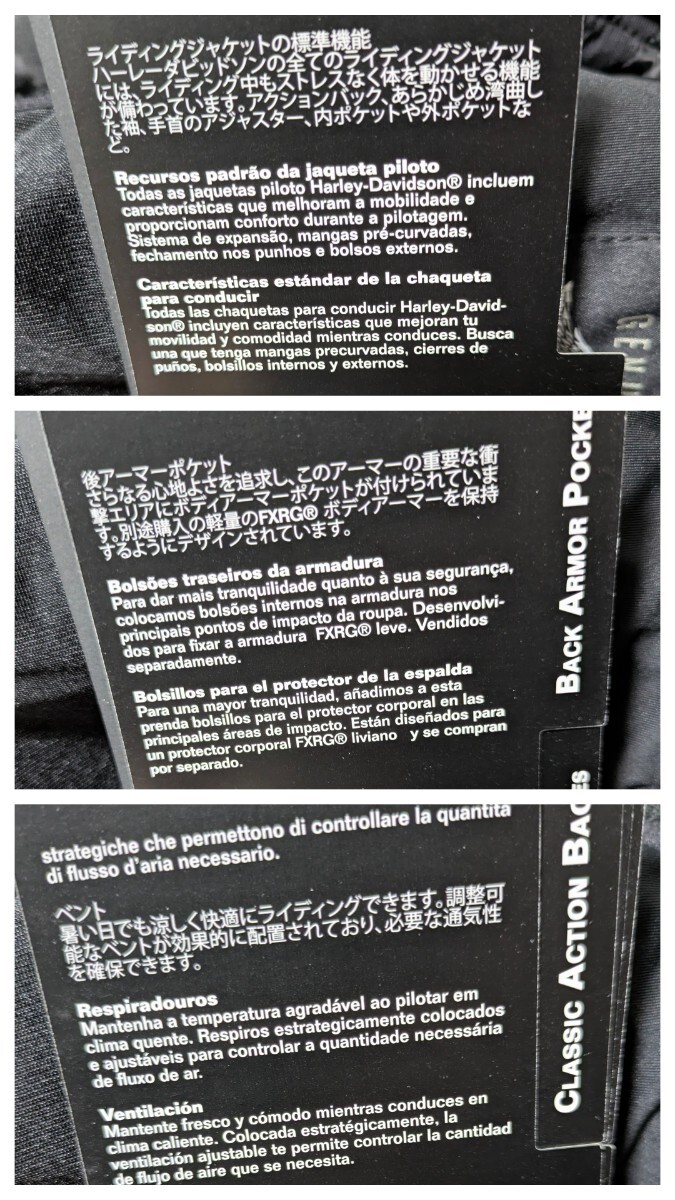 ライディングジャケットの標準機能
ハーレーダビッドソンの全てのライディングジャケット
には、ライディング中もストレスなく体を動かせる機能
が備わっています。アクションバック、あらかじめ湾曲し
た袖、手首のアジャスター、内ポケットや外ポケットな
ど。
Recursos padrão da jaqueta piloto
Todas as jaquetas piloto Harley-Davidson® incluem
características que melhoram a mobilidade e
proporcionam conforto durante a pilotagem.
Sistema de expansão, mangas pré-curvadas,
fechamento nos punhos e bolsos externos.
Características estándar de la chaqueta
para conducir
Todas las chaquetas para conducir Harley-David-
son® incluyen características que mejoran tu
movilidad y comodidad mientras conduces. Busca
una que tenga mangas precurvadas, cierres de
puños, bolsillos internos y externos.
後アーマーポケット
さらなる心地よさを追求し、このアーマーの重要な衝
撃エリアにボディアーマーポケットが付けられていま
す。別途購入の軽量のFXRG® ボディアーマーを保持
するようにデザインされています。
Bolsões traseiros da armadura
Para dar mais tranquilidade quanto à sua segurança,
colocamos bolsões internos na armadura nos
principais pontos de impacto da roupa. Desenvolvi-
dos para fixar a armadura FXRG® leve. Vendidos
separadamente.
Bolsillos para el protector de la espalda
Para una mayor tranquilidad, añadimos a esta
prenda bolsillos para el protector corporal en las
principales áreas de impacto. Están diseñados para
un protector corporal FXRG® liviano y se compran
por separado.
BACK ARMOR POCKE
strategiche che permettono di controllare la quantità
di flusso d'aria necessario.
ベント
暑い日でも涼しく快適にライディングできます。調整可
能なベントが効果的に配置されており、必要な通気性
を確保できます。
Respiradouros
Mantenha a temperatura agradável ao pilotar em
clima quente. Respiros estrategicamente colocados
e ajustáveis para controlar a quantidade necessária
de fluxo de ar.
Ventilación
Mantente fresco y cómodo mientras conduces en
clima caliente. Colocada estratégicamente, la
ventilación ajustable te permite controlar la cantidad
de flujo de aire que se necesita.
CLASSIC ACTION BAC